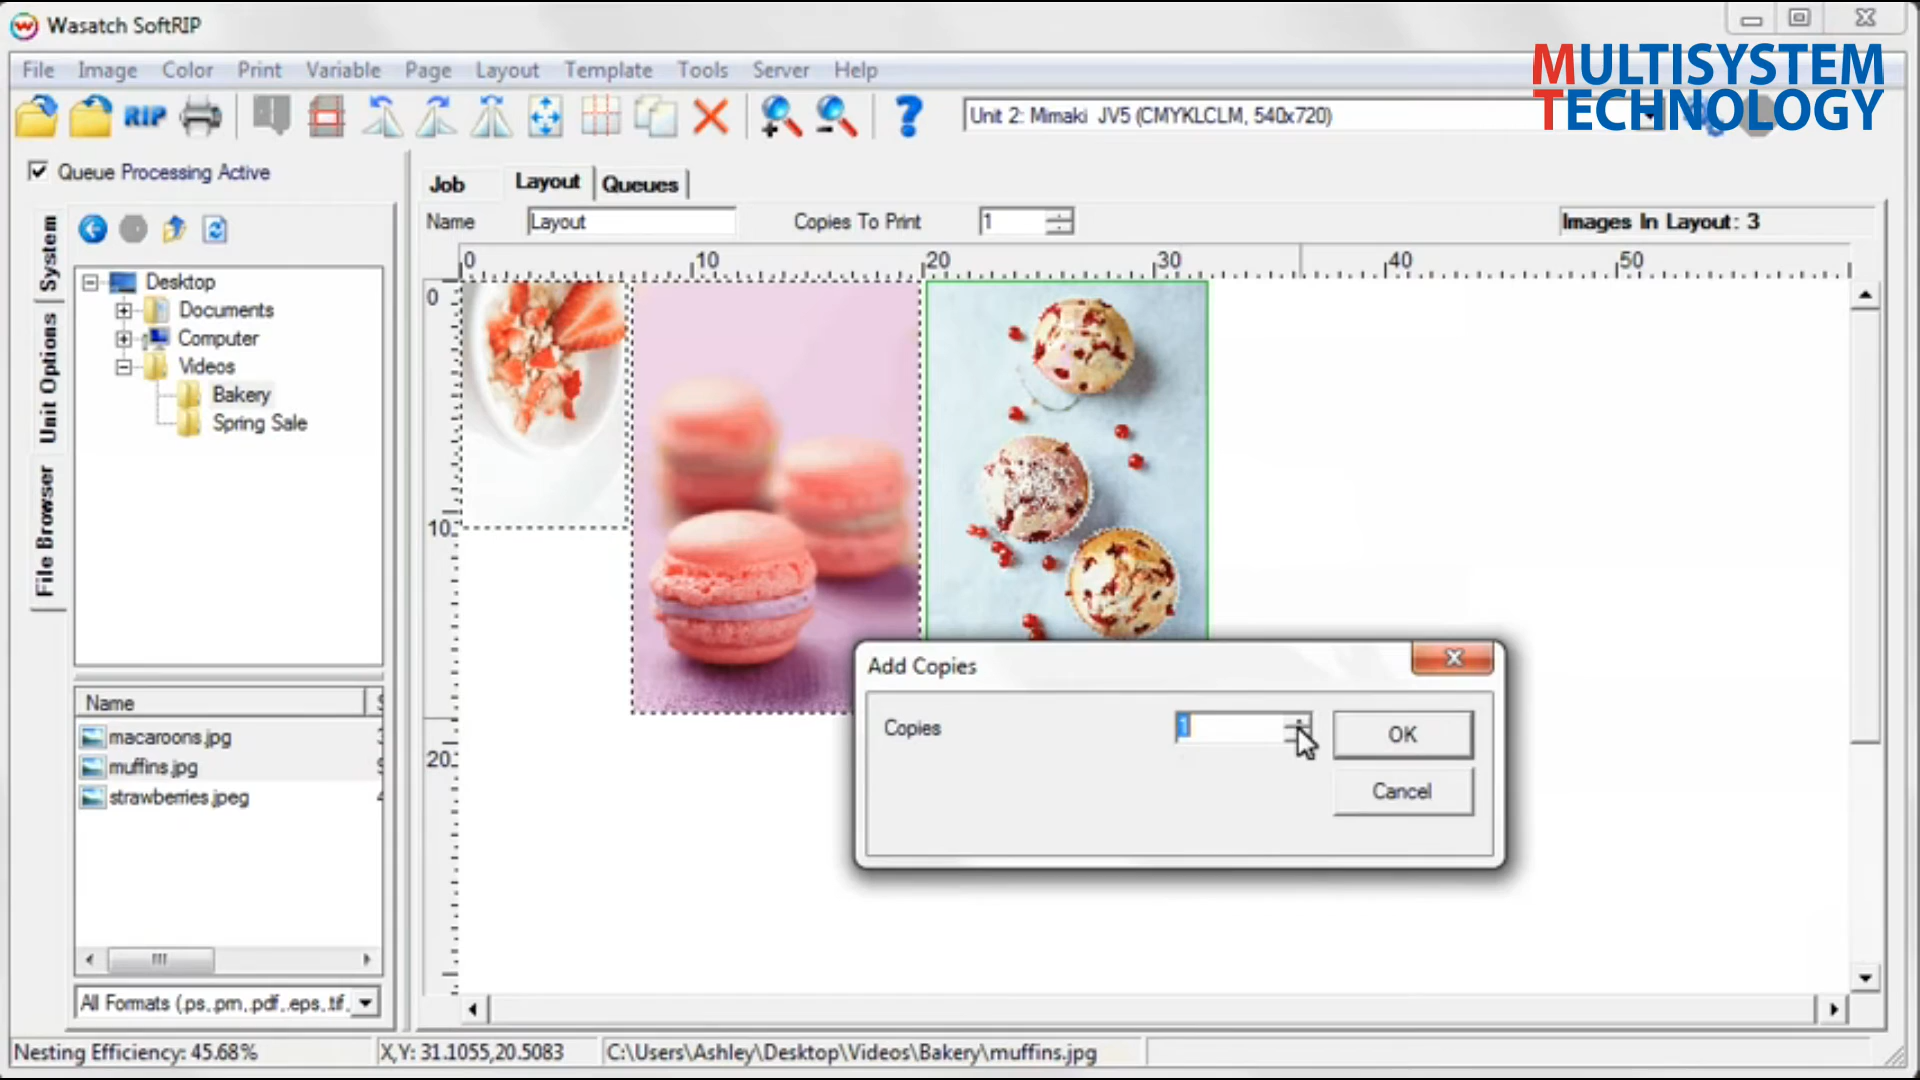 Wasatch SoftRIP
MULTISYSTEM
TECHNOLOGY
File Image Color Print Variable Page Layout Template Tools Server Help
RIP
Unit 2: Mimaki JV5 (CMYKLCLM, 540x720)
Queue Processing Active
Job Layout Queues
Name Layout Copies To Print 1 Images In Layout: 3
0 10 20 30 40 50
0
10
20
System
Unit Options
File Browser
Desktop
Documents
Computer
Videos
Bakery
Spring Sale
Name
macaroons.jpg
muffins.jpg
strawberries.jpeg
All Formats (.ps,.prn,.pdf,.eps,.tif,
Add Copies
Copies 1 OK
Cancel
Nesting Efficiency: 45.68% X,Y: 31.1055,20.5083 C:\Users\Ashley\Desktop\Videos\Bakery\muffins.jpg